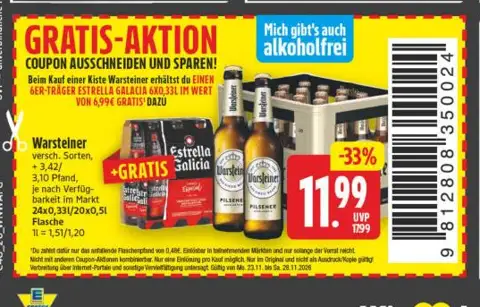 GRATIS-AKTION
COUPON AUSSCHNEIDEN UND SPAREN!
Beim Kauf einer Kiste Warsteiner erhältst du EINEN
6ER-TRÄGER ESTRELLA GALACIA 6X0,33L IM WERT
VON 6,99€ GRATIS¹ DAZU
Mich gibt's auch
alkoholfrei
Warsteiner
versch. Sorten,
+ 3,42/
3,10 Pfand,
je nach Verfüg-
barkeit im Markt
24x0,33l/20x0,5l
Flasche
1l = 1,51/1,20
+GRATIS
Estrella
Galicia
Especial
Warsteiner
PILSENER
Warsteiner
PILSENER
-33%
11.99
UVP
17.99
9812808350024
¹Du zahlst dafür nur das anfallende Flaschenpfand von 0,48€. Einlösbar in teilnehmenden Märkten und nur solange der Vorrat reicht.
Nicht mit anderen Coupon-Aktionen kombinierbar. Nur eine Einlösung pro Kauf möglich. Nur im Original und nicht als Ausdruck/Kopie gültig!
Verbreitung über Internet-Portale und sonstige Vervielfältigung untersagt. Gültig von Mo. 23.11. bis Sa. 28.11.2026